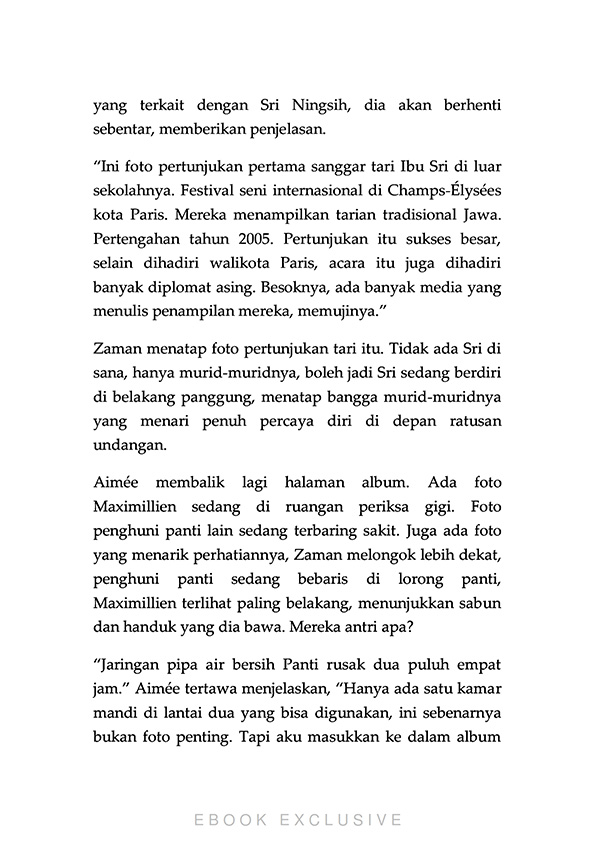 yang terkait dengan Sri Ningsih, dia akan berhenti
sebentar, memberikan penjelasan.
“Ini foto pertunjukan pertama sanggar tari Ibu Sri di luar
sekolahnya. Festival seni internasional di Champs-Élysées
kota Paris. Mereka menampilkan tarian tradisional Jawa.
Pertengahan tahun 2005. Pertunjukan itu sukses besar,
selain dihadiri walikota Paris, acara itu juga dihadiri
banyak diplomat asing. Besoknya, ada banyak media yang
menulis penampilan mereka, memujinya.”
Zaman menatap foto pertunjukan tari itu. Tidak ada Sri di
sana, hanya murid-muridnya, boleh jadi Sri sedang berdiri
di belakang panggung, menatap bangga murid-muridnya
yang menari penuh percaya diri di depan ratusan
undangan.
Aimée membalik lagi halaman album. Ada foto
Maximillien sedang di ruangan periksa gigi. Foto
penghuni panti lain sedang terbaring sakit. Juga ada foto
yang menarik perhatiannya, Zaman melongok lebih dekat,
penghuni panti sedang bebaris di lorong panti,
Maximillien terlihat paling belakang, menunjukkan sabun
dan handuk yang dia bawa. Mereka antri apa?
“Jaringan pipa air bersih Panti rusak dua puluh empat
jam.” Aimée tertawa menjelaskan, “Hanya ada satu kamar
mandi di lantai dua yang bisa digunakan, ini sebenarnya
bukan foto penting. Tapi aku masukkan ke dalam album
EBOOK EXCLUSIVE